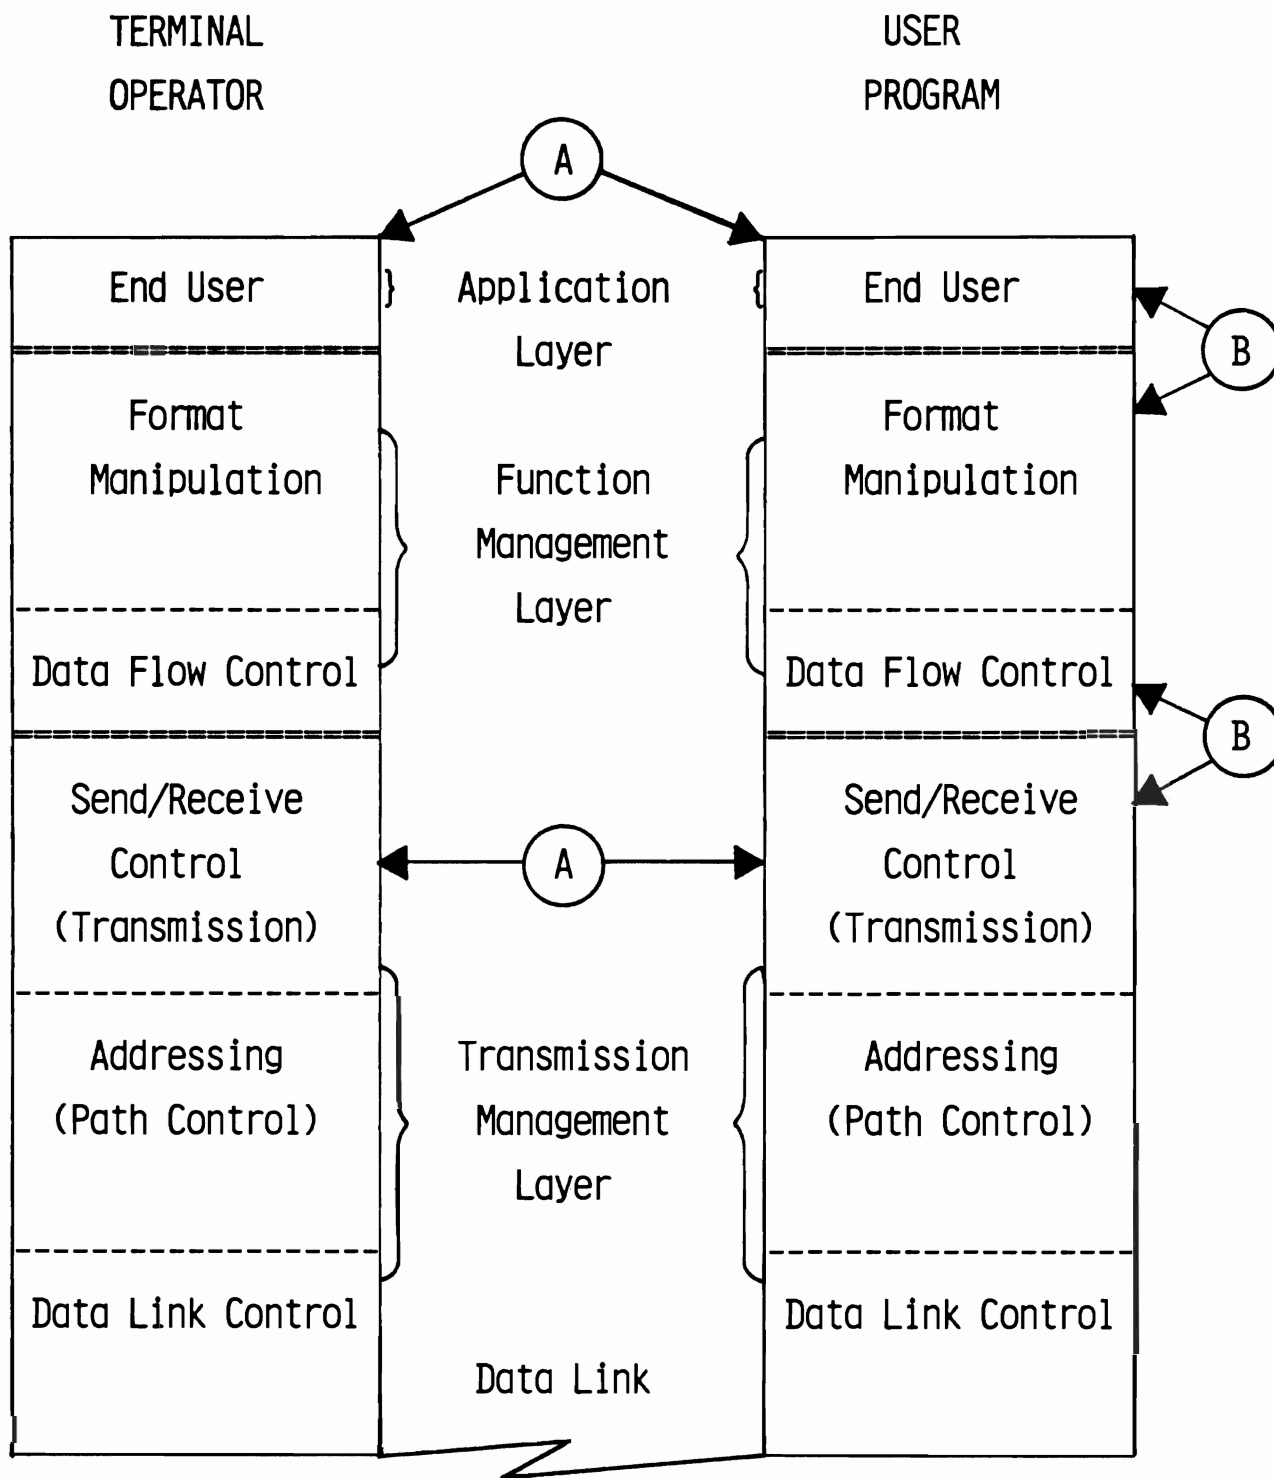 TERMINAL
OPERATOR
USER
PROGRAM
A
End User
Application
Layer
End User
B
Format
Manipulation
Function
Management
Layer
Format
Manipulation
Data Flow Control
Data Flow Control
B
Send/Receive
Control
(Transmission)
A
Send/Receive
Control
(Transmission)
Addressing
(Path Control)
Transmission
Management
Layer
Addressing
(Path Control)
Data Link Control
Data Link Control
Data Link